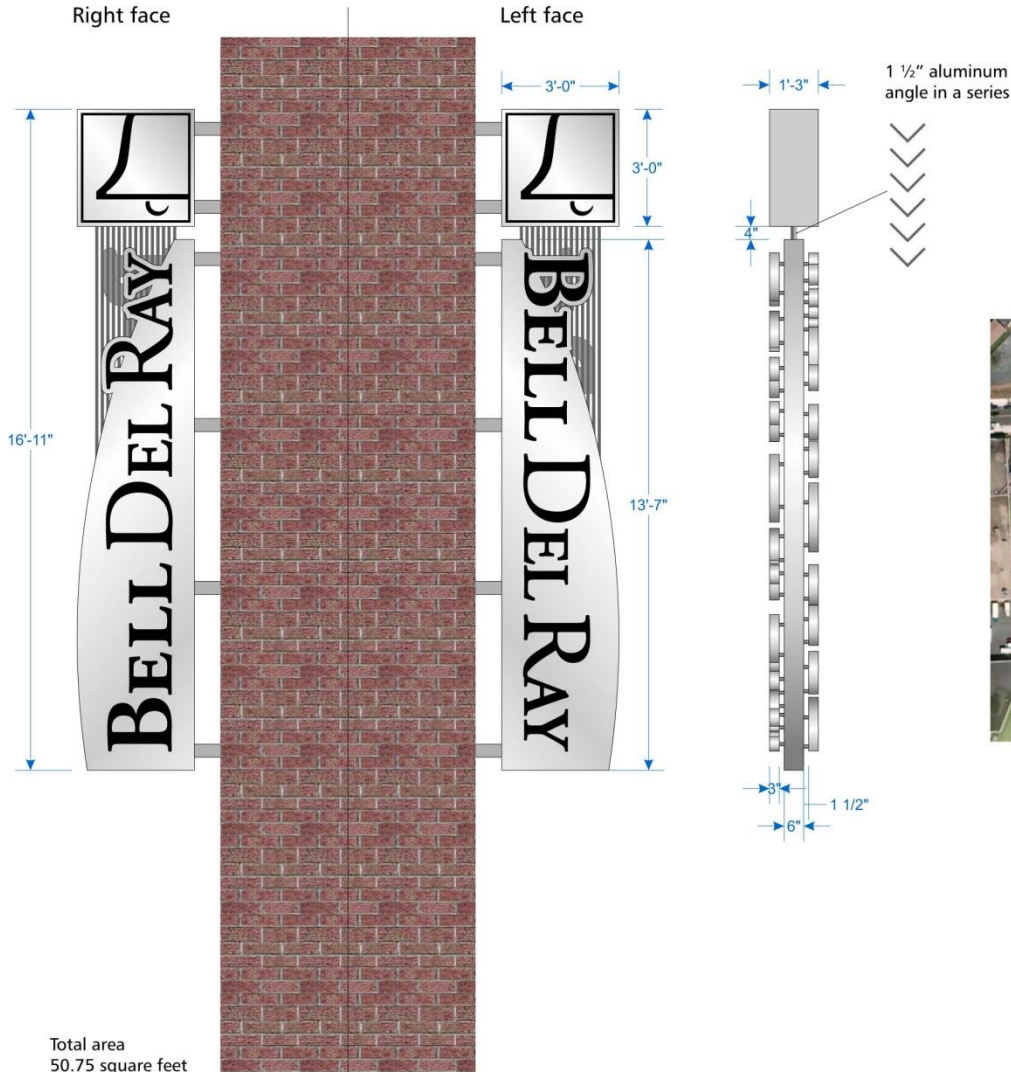 Right face
Left face
3'-0"
1'-3"
1 ½" aluminum
angle in a series
3'-0"
4"
BELL DEL RAY
BELL DEL RAY
16'-11"
13'-7"
3"
1 1/2"
6"
Total area
50.75 square feet